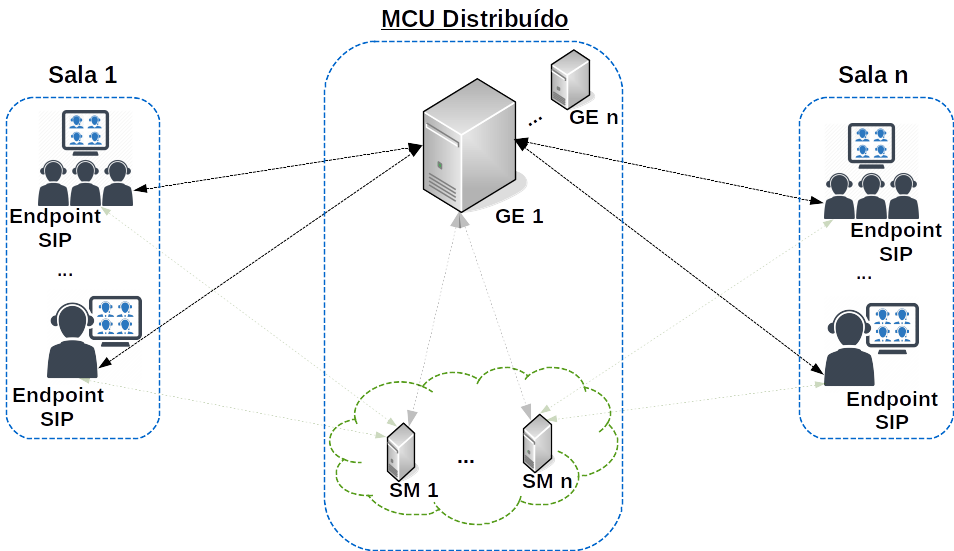 MCU Distribuído
Sala 1
Sala n
...
GE n
GE 1
Endpoint
SIP
...
Endpoint
SIP
Endpoint
SIP
...
Endpoint
SIP
SM 1
...
SM n